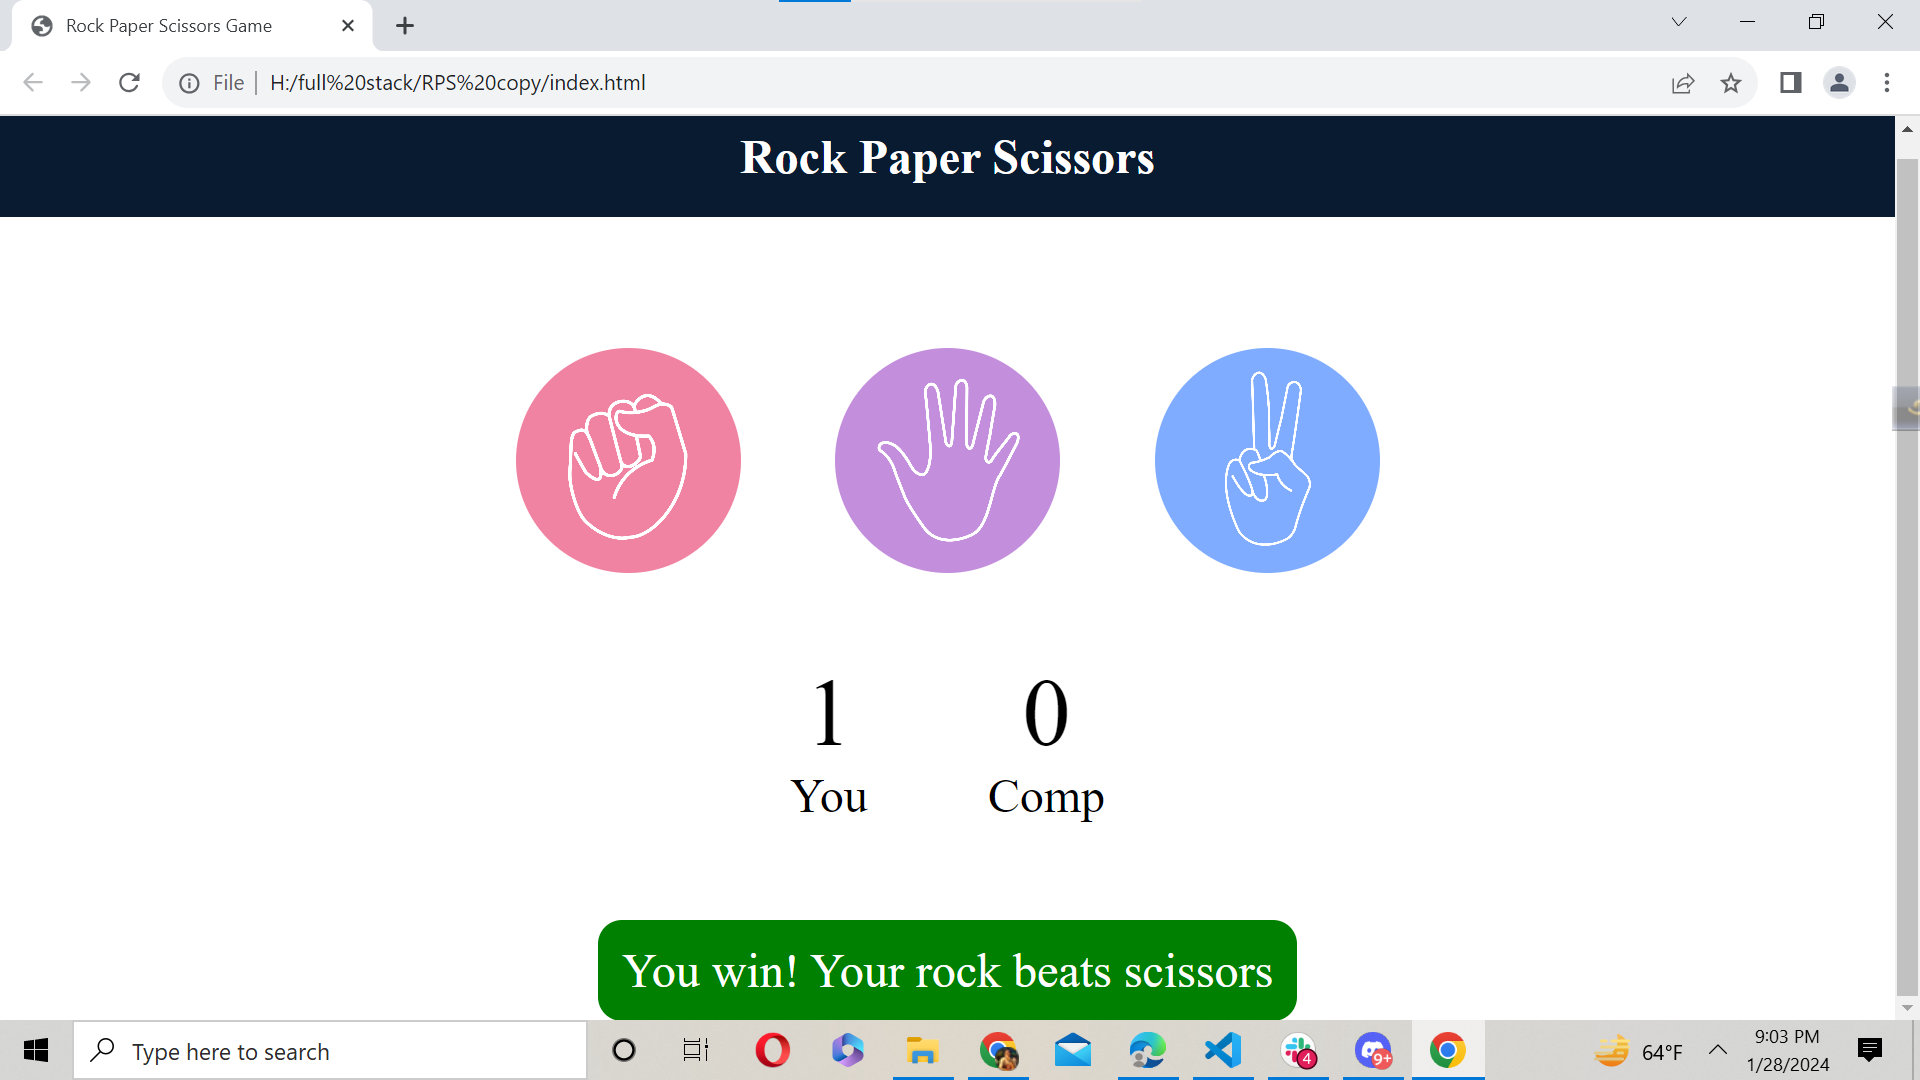 Rock Paper Scissors Game
File
H:/full%20stack/RPS%20copy/index.html
Rock Paper Scissors
1
0
You
Comp
You win! Your rock beats scissors
Type here to search
4
9+
64°F
9:03 PM
1/28/2024